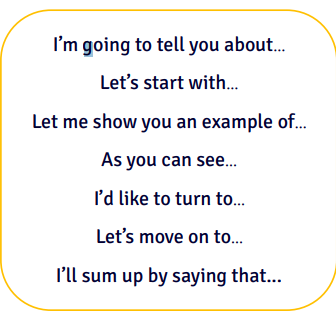 I'm going to tell you about...
Let's start with...
Let me show you an example of...
As you can see...
I'd like to turn to...
Let's move on to...
I'll sum up by saying that...